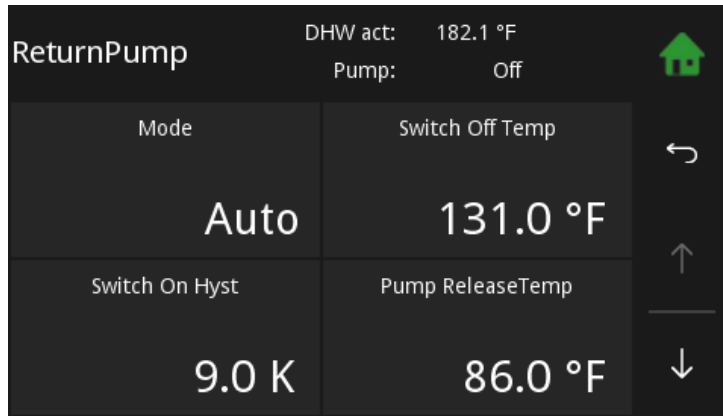 ReturnPump
DHW act: 182.1 °F
Pump: Off
Mode
Auto
Switch Off Temp
131.0 °F
Switch On Hyst
9.0 K
Pump ReleaseTemp
86.0 °F